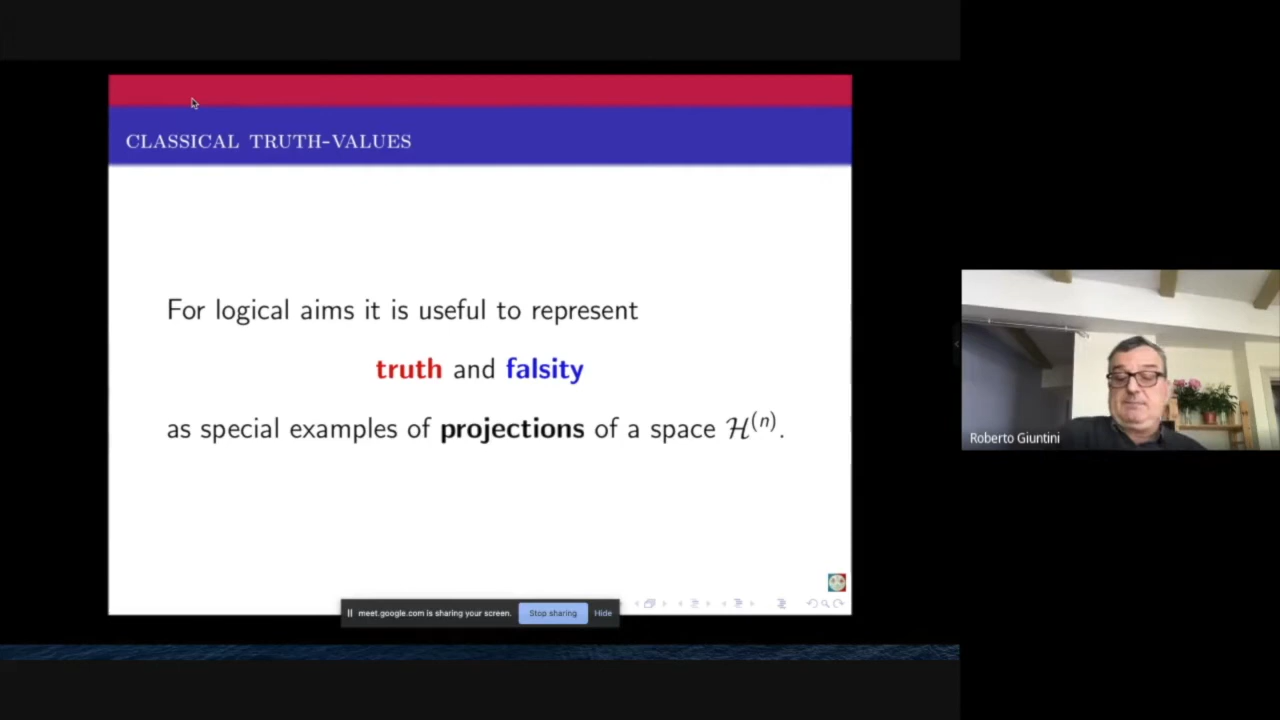 CLASSICAL TRUTH-VALUES
For logical aims it is useful to represent
truth and falsity
as special examples of projections of a space ℋ⁽ⁿ⁾.
Roberto Giuntini
meet.google.com is sharing your screen. Stop sharing Hide